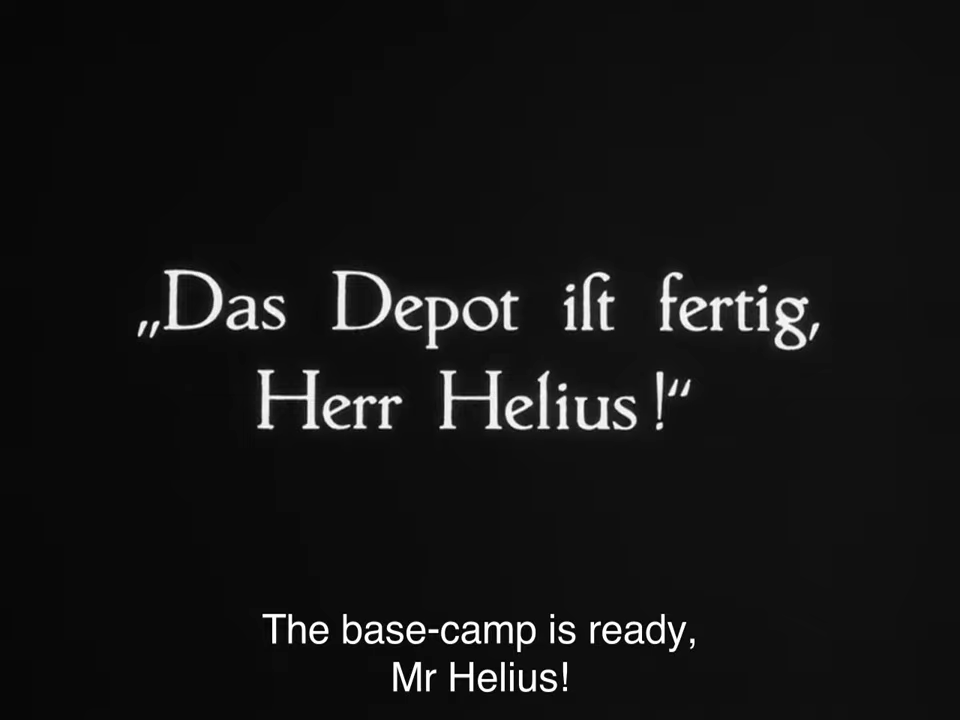 „Das Depot iſt fertig,
Herr Helius!“
The base-camp is ready,
Mr Helius!